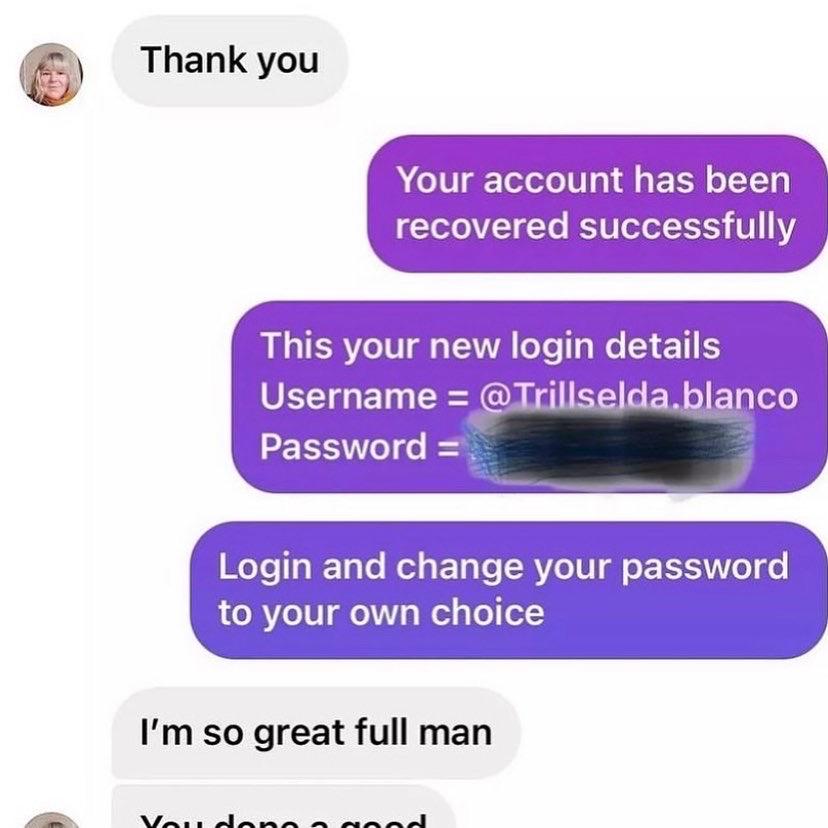 Thank you
Your account has been
recovered successfully
This your new login details
Username = @Trillselda.blanco
Password =
Login and change your password
to your own choice
I'm so great full man
You done a good